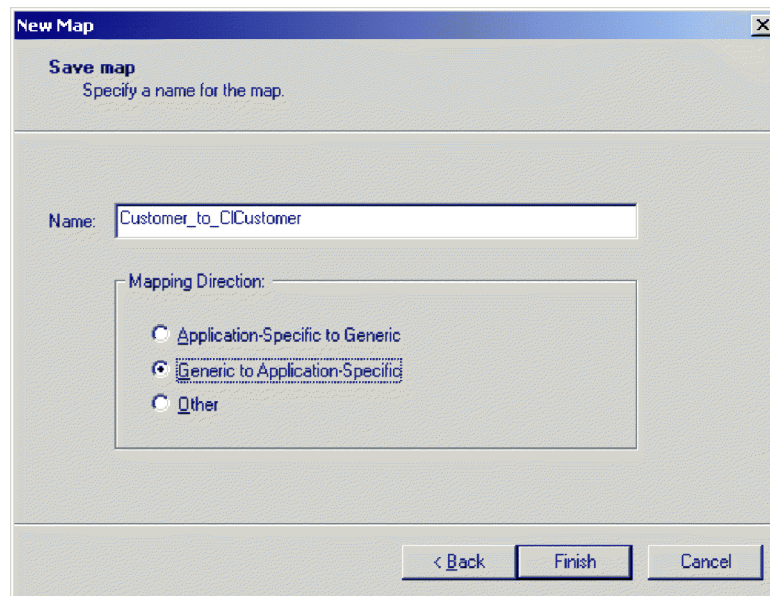 New Map
Save map
Specify a name for the map.
Name: Customer_to_ClCustomer
Mapping Direction:
Application-Specific to Generic
Generic to Application-Specific
Other
< Back Finish Cancel